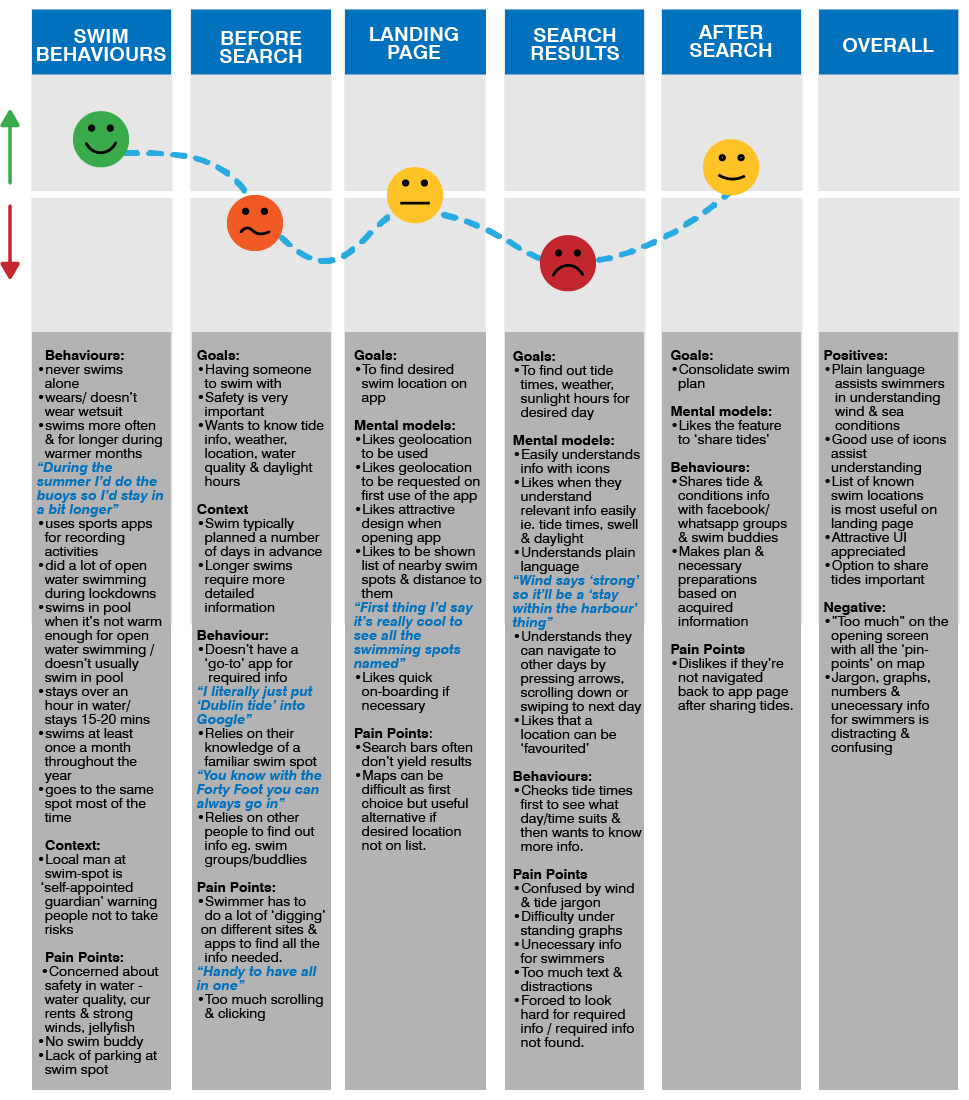 SWIM
BEHAVIOURS
BEFORE
SEARCH
LANDING
PAGE
SEARCH
RESULTS
AFTER
SEARCH
OVERALL
Behaviours:
•never swims
alone
•wears/ doesn't
wear wetsuit
•swims more often
& for longer during
warmer months
“During the
summer I’d do the
buoys so I’d stay in
a bit longer”
•uses sports apps
for recording
activities
•did a lot of open
water swimming
during lockdowns
•swims in pool
when it’s not warm
enough for open
water swimming /
doesn’t usually
swim in pool
•stays over an
hour in water/
stays 15-20 mins
•swims at least
once a month
throughout the
year
•goes to the same
spot most of the
time
Context:
•Local man at
swim-spot is
‘self-appointed
guardian’ warning
people not to take
risks
Pain Points:
•Concerned about
safety in water -
water quality, cur
rents & strong
winds, jellyfish
•No swim buddy
•Lack of parking at
swim spot
Goals:
•Having someone
to swim with
•Safety is very
important
•Wants to know tide
info, weather,
location, water
quality & daylight
hours
Context
•Swim typically
planned a number
of days in advance
•Longer swims
require more
detailed
information
Behaviour:
•Doesn’t have a
‘go-to’ app for
required info
“I literally just put
‘Dublin tide’ into
Google”
•Relies on their
knowledge of a
familiar swim spot
“You know with the
Forty Foot you can
always go in”
•Relies on other
people to find out
info eg. swim
groups/buddlies
Pain Points:
•Swimmer has to
do a lot of ‘digging’
on different sites &
apps to find all the
info needed.
“Handy to have all
in one”
•Too much scrolling
& clicking
Goals:
•To find desired
swim location on
app
Mental models:
•Likes geolocation
to be used
•Likes geolocation
to be requested on
first use of the app
•Likes attractive
design when
opening app
•Likes to be shown
list of nearby swim
spots & distance to
them
“First thing I’d say
it’s really cool to
see all the
swimming spots
named”
•Likes quick
on-boarding if
necessary
Pain Points:
•Search bars often
don’t yield results
•Maps can be
difficult as first
choice but useful
alternative if
desired location
not on list.
Goals:
•To find out tide
times, weather,
sunlight hours for
desired day
Mental models:
•Easily understands
info with icons
•Likes when they
understand
relevant info easily
ie. tide times, swell
& daylight
•Understands plain
language
“Wind says ‘strong’
so it’ll be a ‘stay
within the harbour’
thing”
•Understands they
can navigate to
other days by
pressing arrows,
scrolling down or
swiping to next day
•Likes that a
location can be
‘favourited’
Behaviours:
•Checks tide times
first to see what
day/time suits &
then wants to know
more info.
Pain Points
•Confused by wind
& tide jargon
•Difficulty under
standing graphs
•Unecessary info
for swimmers
•Too much text &
distractions
•Forced to look
hard for required
info / required info
not found.
Goals:
•Consolidate swim
plan
Mental models:
•Likes the feature
to ‘share tides’
Behaviours:
•Shares tide &
conditions info
with facebook/
whatsapp groups
& swim buddies
•Makes plan &
necessary
preparations
based on
acquired
information
Pain Points
•Dislikes if they’re
not navigated
back to app page
after sharing tides.
Positives:
•Plain language
assists swimmers
in understanding
wind & sea
conditions
•Good use of icons
assist
understanding
•List of known
swim locations
is most useful on
landing page
•Attractive UI
appreciated
•Option to share
tides important
Negative:
•"Too much” on the
opening screen
with all the ‘pin-
points’ on map
•Jargon, graphs,
numbers &
unecessary info
for swimmers is
distracting &
confusing